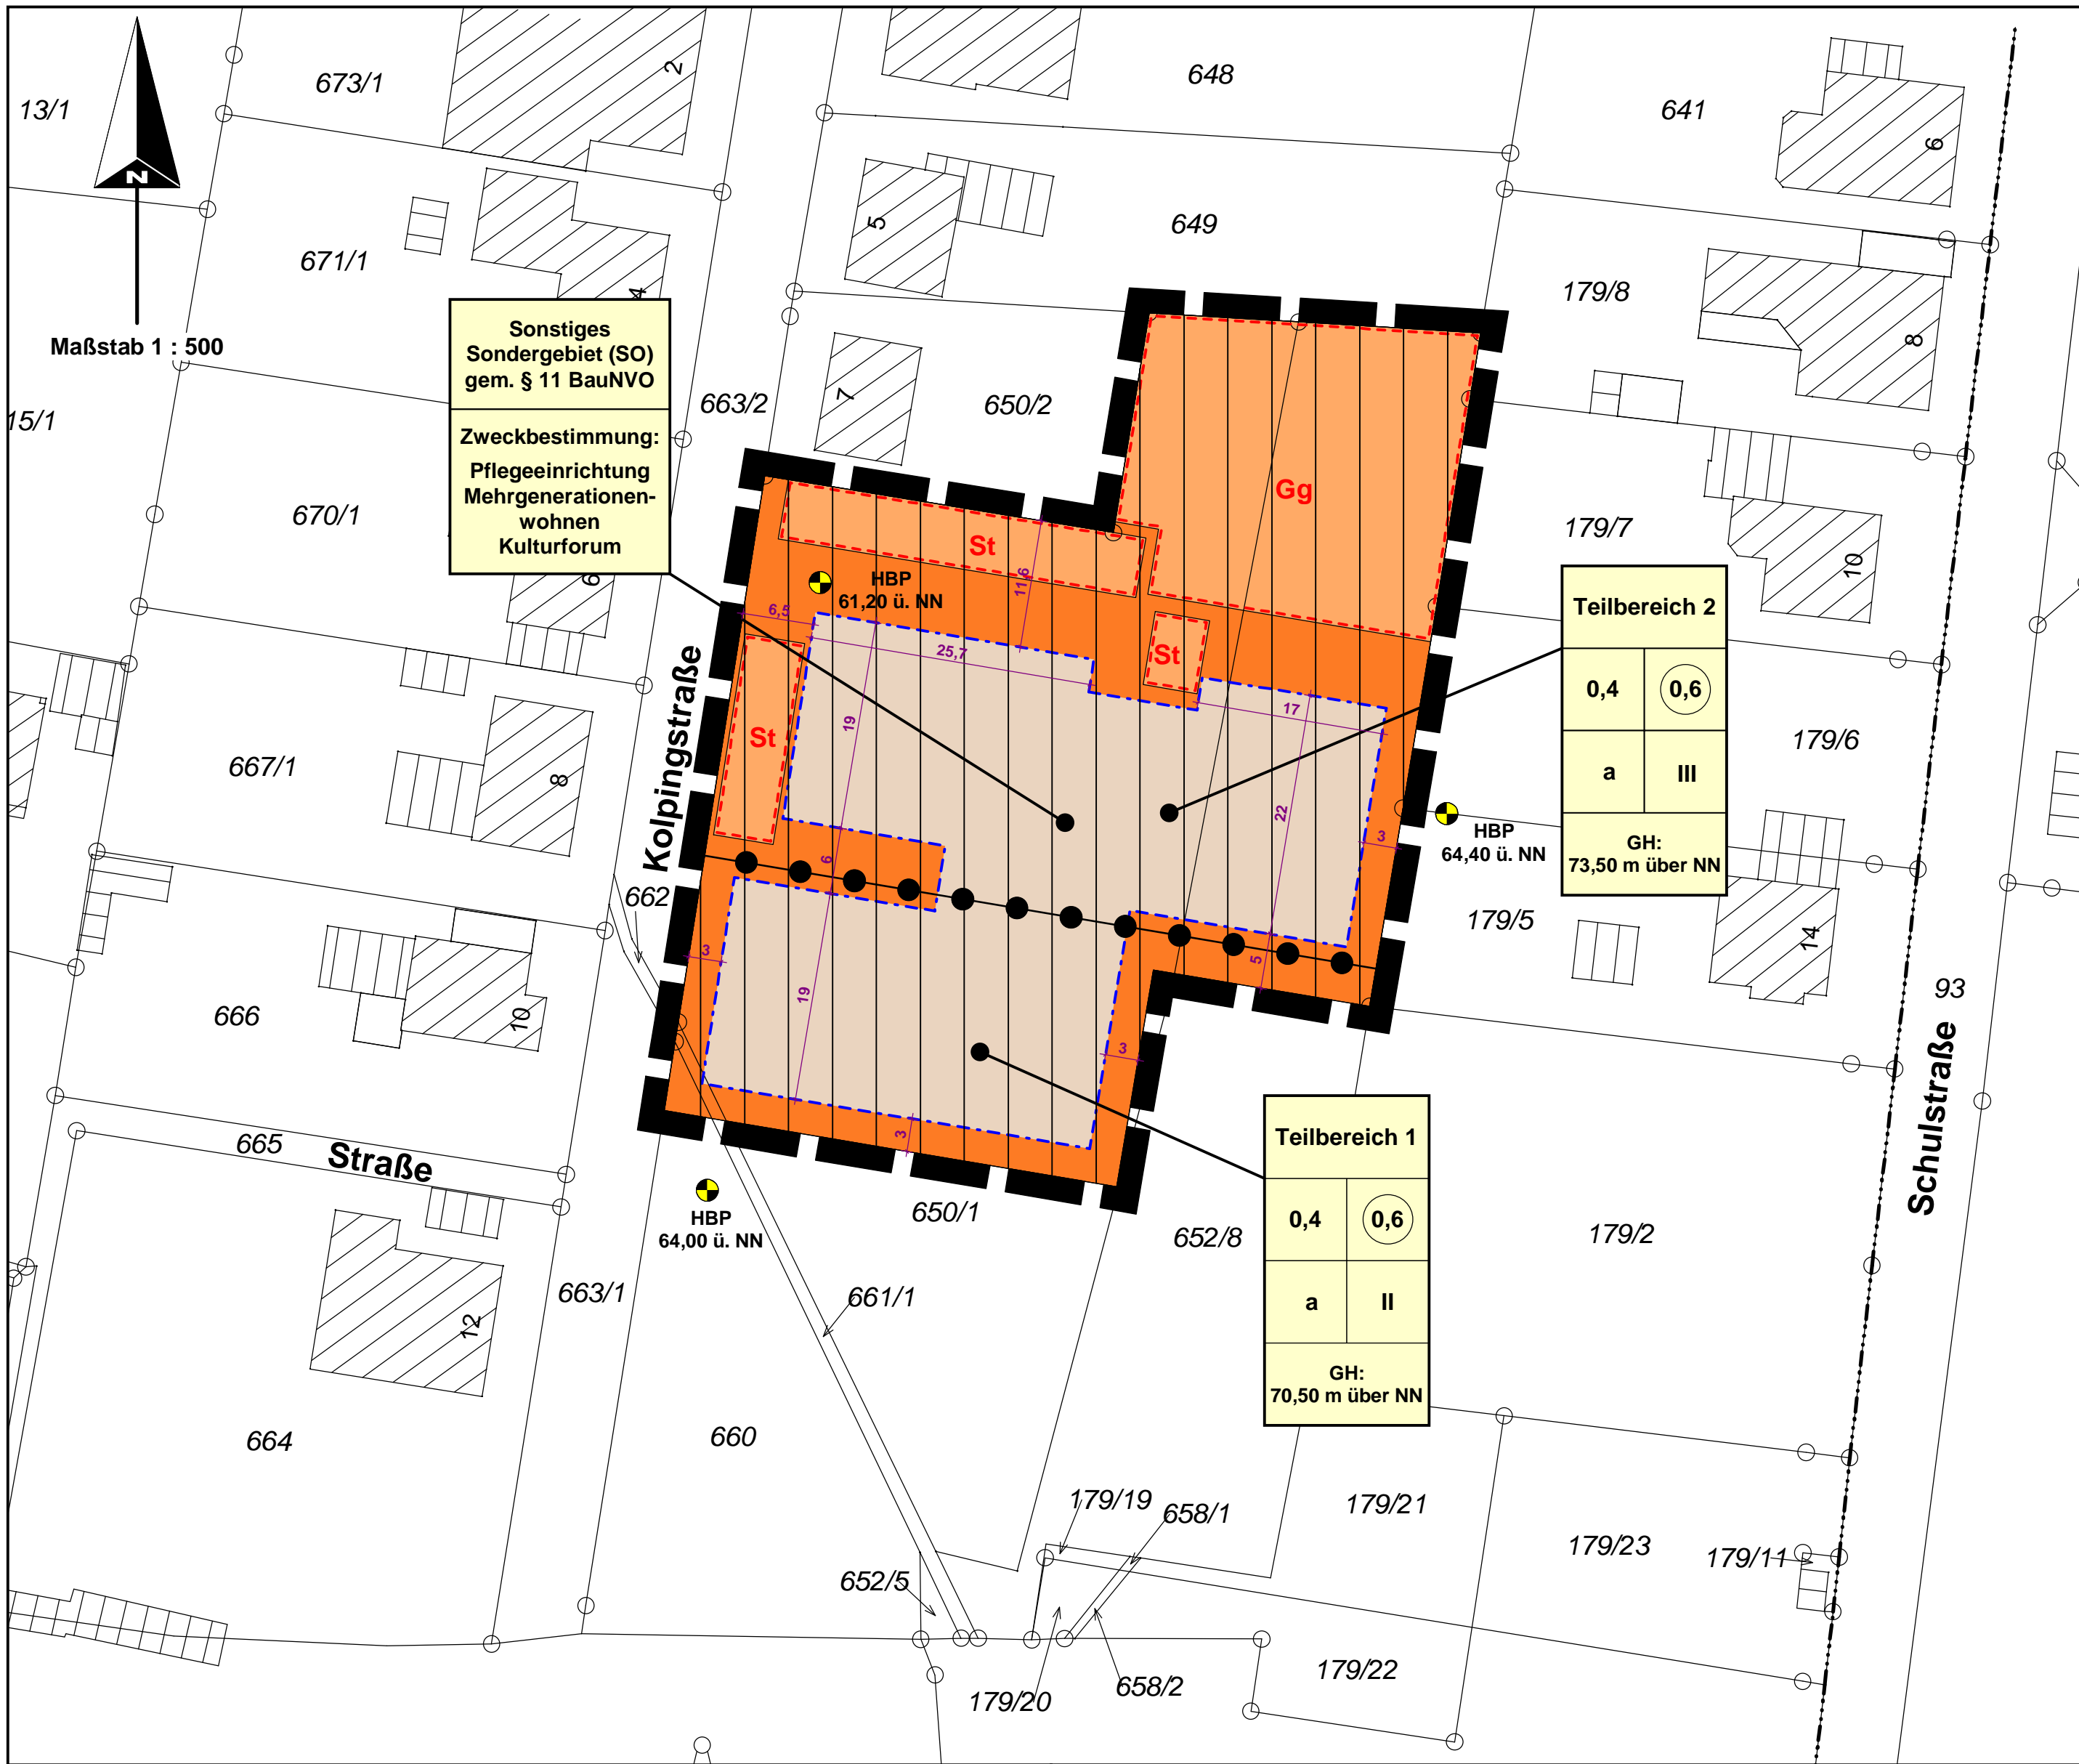 13/1
673/1
2
648
641
6
N
Maßstab 1 : 500
671/1
4
5
649
179/8
8
15/1
Sonstiges
Sondergebiet (SO)
gem. § 11 BauNVO
Zweckbestimmung:
Pflegeeinrichtung
Mehrgenerationen-
wohnen
Kulturforum
663/2
7
650/2
670/1
6
Gg
St
179/7
10
HBP
61,20 ü. NN
11,6
6,5
25,7
St
19
17
22
3
St
Kolpingstraße
Teilbereich 2
0,4
0,6
a
III
GH:
73,50 m über NN
179/6
667/1
8
HBP
64,40 ü. NN
6
662
179/5
14
3
19
5
3
3
93
666
10
665
Straße
Schulstraße
HBP
64,00 ü. NN
650/1
652/8
Teilbereich 1
0,4
0,6
a
II
GH:
70,50 m über NN
179/2
663/1
661/1
12
664
660
179/19
658/1
179/21
179/23
179/11
652/5
179/20
658/2
179/22